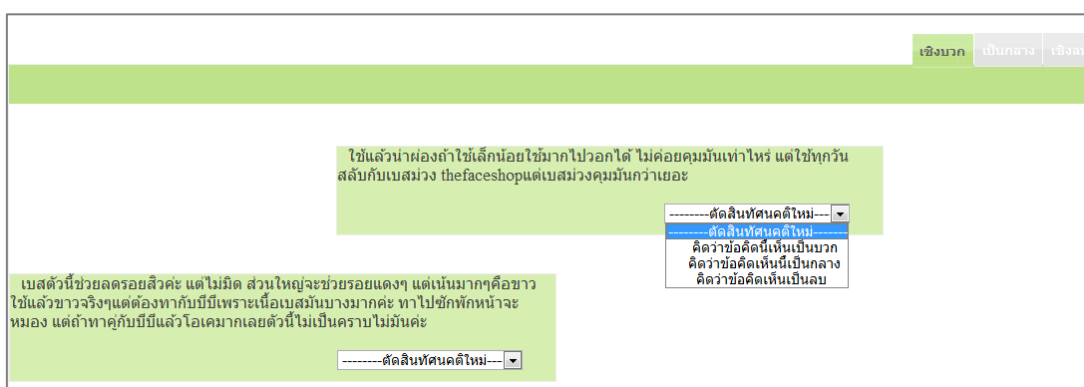 เชิงบวก เป็นกลาง
ใช้แล้วน่าผ่องถ้าใช้เล็กน้อยใช้มากไปวอกได้ ไม่ค่อยคุมมันเท่าไหร่ แต่ใช้ทุกวัน
สลับกับเบสม่วง thefaceshopแต่เบสม่วงคุมมันกว่าเยอะ
--------ตัดสินทัศนคติใหม่---
--------ตัดสินทัศนคติใหม่-------
คิดว่าข้อคิดนี้เห็นเป็นบวก
คิดว่าข้อคิดเห็นนี้เป็นกลาง
คิดว่าข้อคิดเห็นเป็นลบ
เบสตัวนี้ช่วยลดรอยสิวค่ะ แต่ไม่มิด ส่วนใหญ่จะช่วยรอยแดงๆ แต่เน้นมากๆคือขาว
ใช้แล้วขาวจริงๆแต่ต้องทากับบีบีเพราะเนื้อเบสมันบางมากค่ะ ทาไปซักพักหน้าจะ
หมอง แต่ถ้าทาคู่กับบีบีแล้วโอเคมากเลยตัวนี้ไม่เป็นคราบไม่มันค่ะ
--------ตัดสินทัศนคติใหม่---